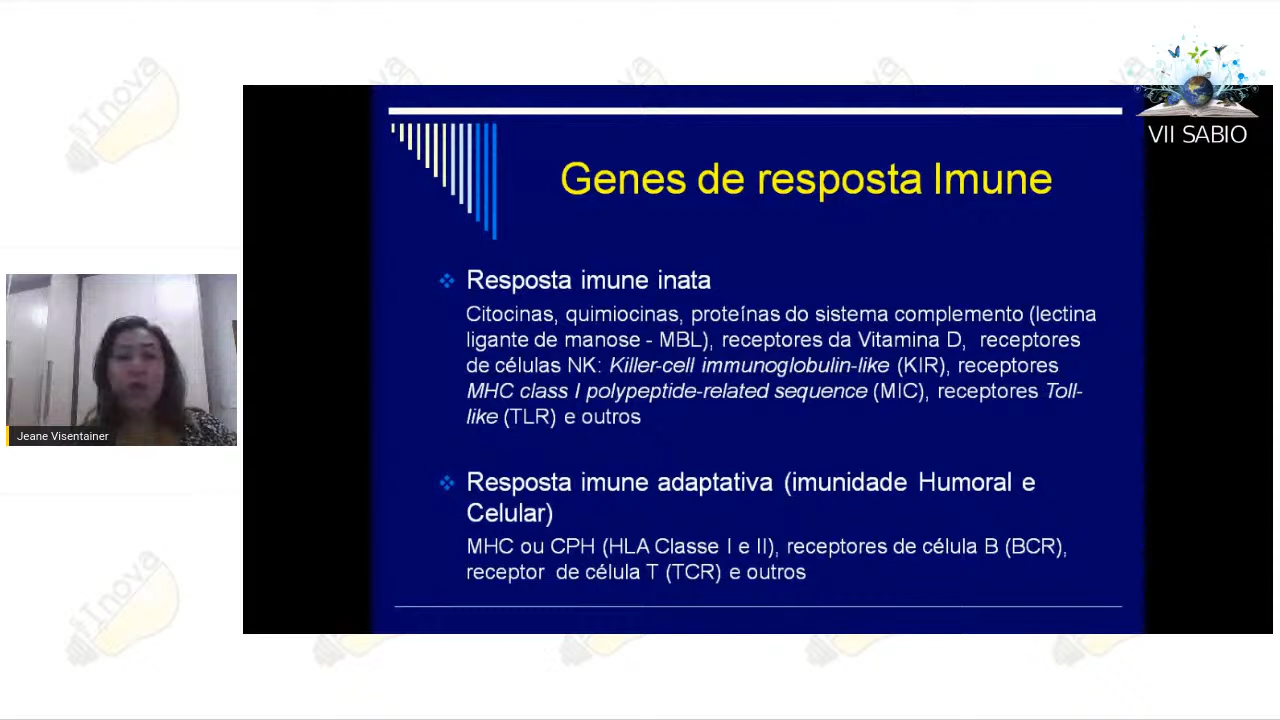 VII SABIO
Genes de resposta Imune
Resposta imune inata
Citocinas, quimiocinas, proteínas do sistema complemento (lectina
ligante de manose - MBL), receptores da Vitamina D, receptores
de células NK: Killer-cell immunoglobulin-like (KIR), receptores
MHC class I polypeptide-related sequence (MIC), receptores Toll-
like (TLR) e outros
Resposta imune adaptativa (imunidade Humoral e
Celular)
MHC ou CPH (HLA Classe I e II), receptores de célula B (BCR),
receptor de célula T (TCR) e outros
Jeane Visentainer